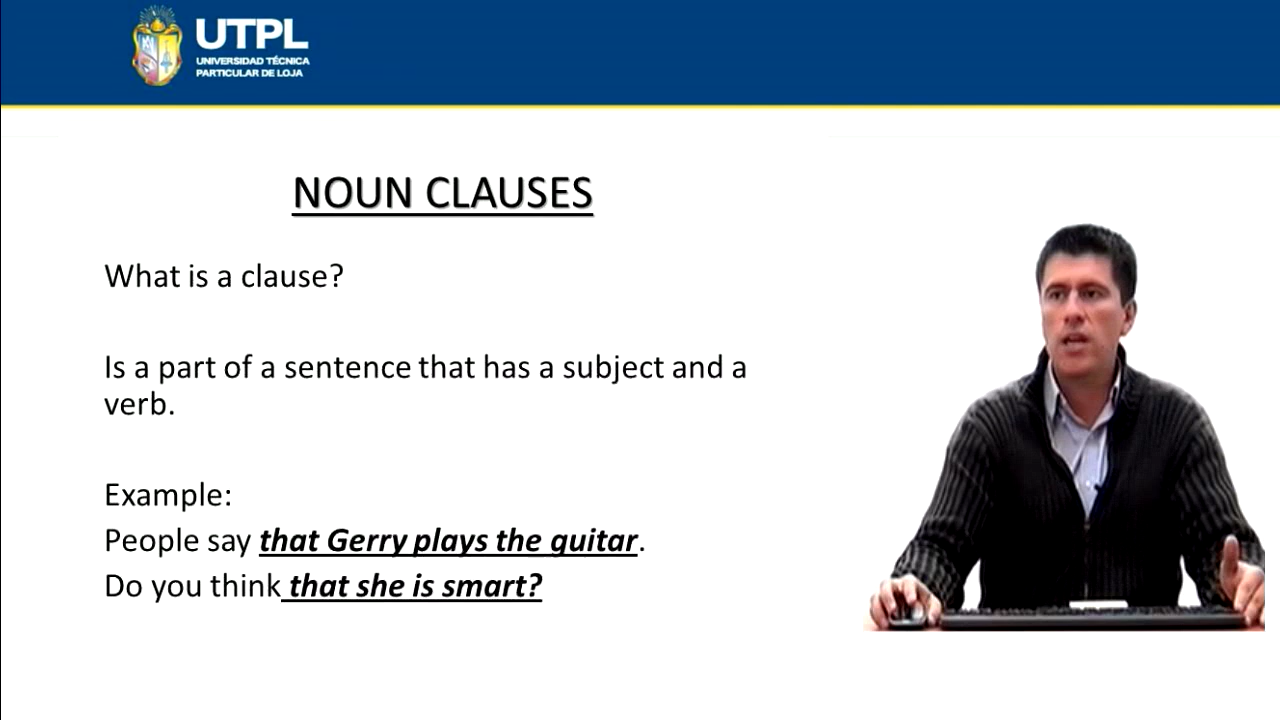 UTPL
UNIVERSIDAD TÉCNICA
PARTICULAR DE LOJA
NOUN CLAUSES
What is a clause?
Is a part of a sentence that has a subject and a
verb.
Example:
People say that Gerry plays the guitar.
Do you think that she is smart?